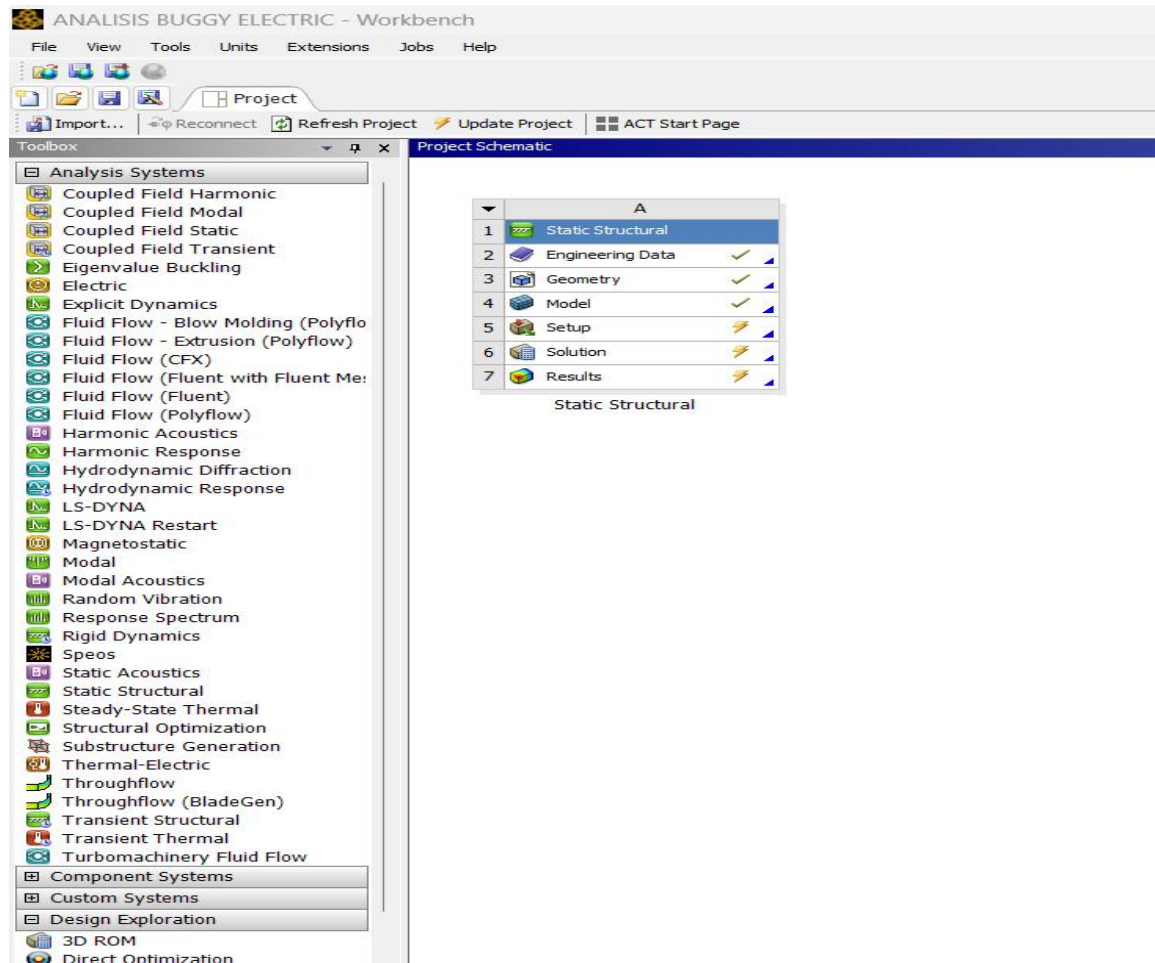 ANALISIS BUGGY ELECTRIC - Workbench
File View Tools Units Extensions Jobs Help
Project
Import... Reconnect Refresh Project Update Project ACT Start Page
Toolbox
Project Schematic
Analysis Systems
Coupled Field Harmonic
Coupled Field Modal
Coupled Field Static
Coupled Field Transient
Eigenvalue Buckling
Electric
Explicit Dynamics
Fluid Flow - Blow Molding (Polyflo
Fluid Flow - Extrusion (Polyflow)
Fluid Flow (CFX)
Fluid Flow (Fluent with Fluent Me
Fluid Flow (Fluent)
Fluid Flow (Polyflow)
Harmonic Acoustics
Harmonic Response
Hydrodynamic Diffraction
Hydrodynamic Response
LS-DYNA
LS-DYNA Restart
Magnetostatic
Modal
Modal Acoustics
Random Vibration
Response Spectrum
Rigid Dynamics
Speos
Static Acoustics
Static Structural
Steady-State Thermal
Structural Optimization
Substructure Generation
Thermal-Electric
Throughflow
Throughflow (BladeGen)
Transient Structural
Transient Thermal
Turbomachinery Fluid Flow
Component Systems
Custom Systems
Design Exploration
3D ROM
Direct Optimization
A
1 Static Structural
2 Engineering Data
3 Geometry
4 Model
5 Setup
6 Solution
7 Results
Static Structural